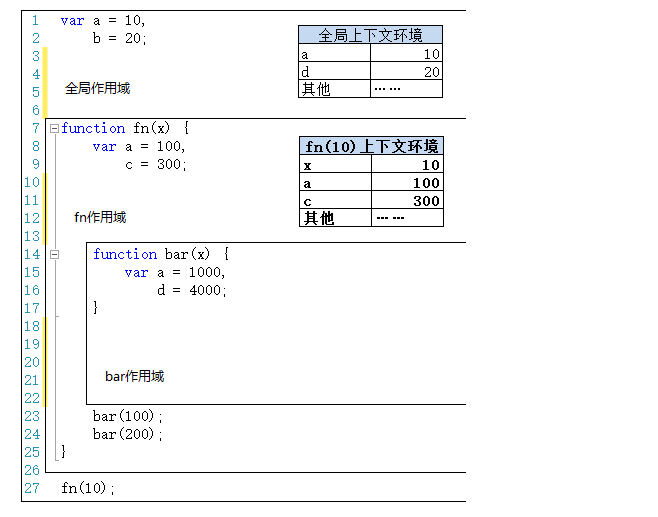 1 var a = 10,
2 b = 20;
全局上下文环境
a 10
d 20
其他 ……
3
4
5 全局作用域
6
7 function fn(x) {
8 var a = 100,
9 c = 300;
fn(10)上下文环境
x 10
a 100
c 300
其他 ……
10
11
12 fn作用域
13
14 function bar(x) {
15 var a = 1000,
16 d = 4000;
17 }
18
19
20
21 bar作用域
22
23 bar(100);
24 bar(200);
25 }
26
27 fn(10);